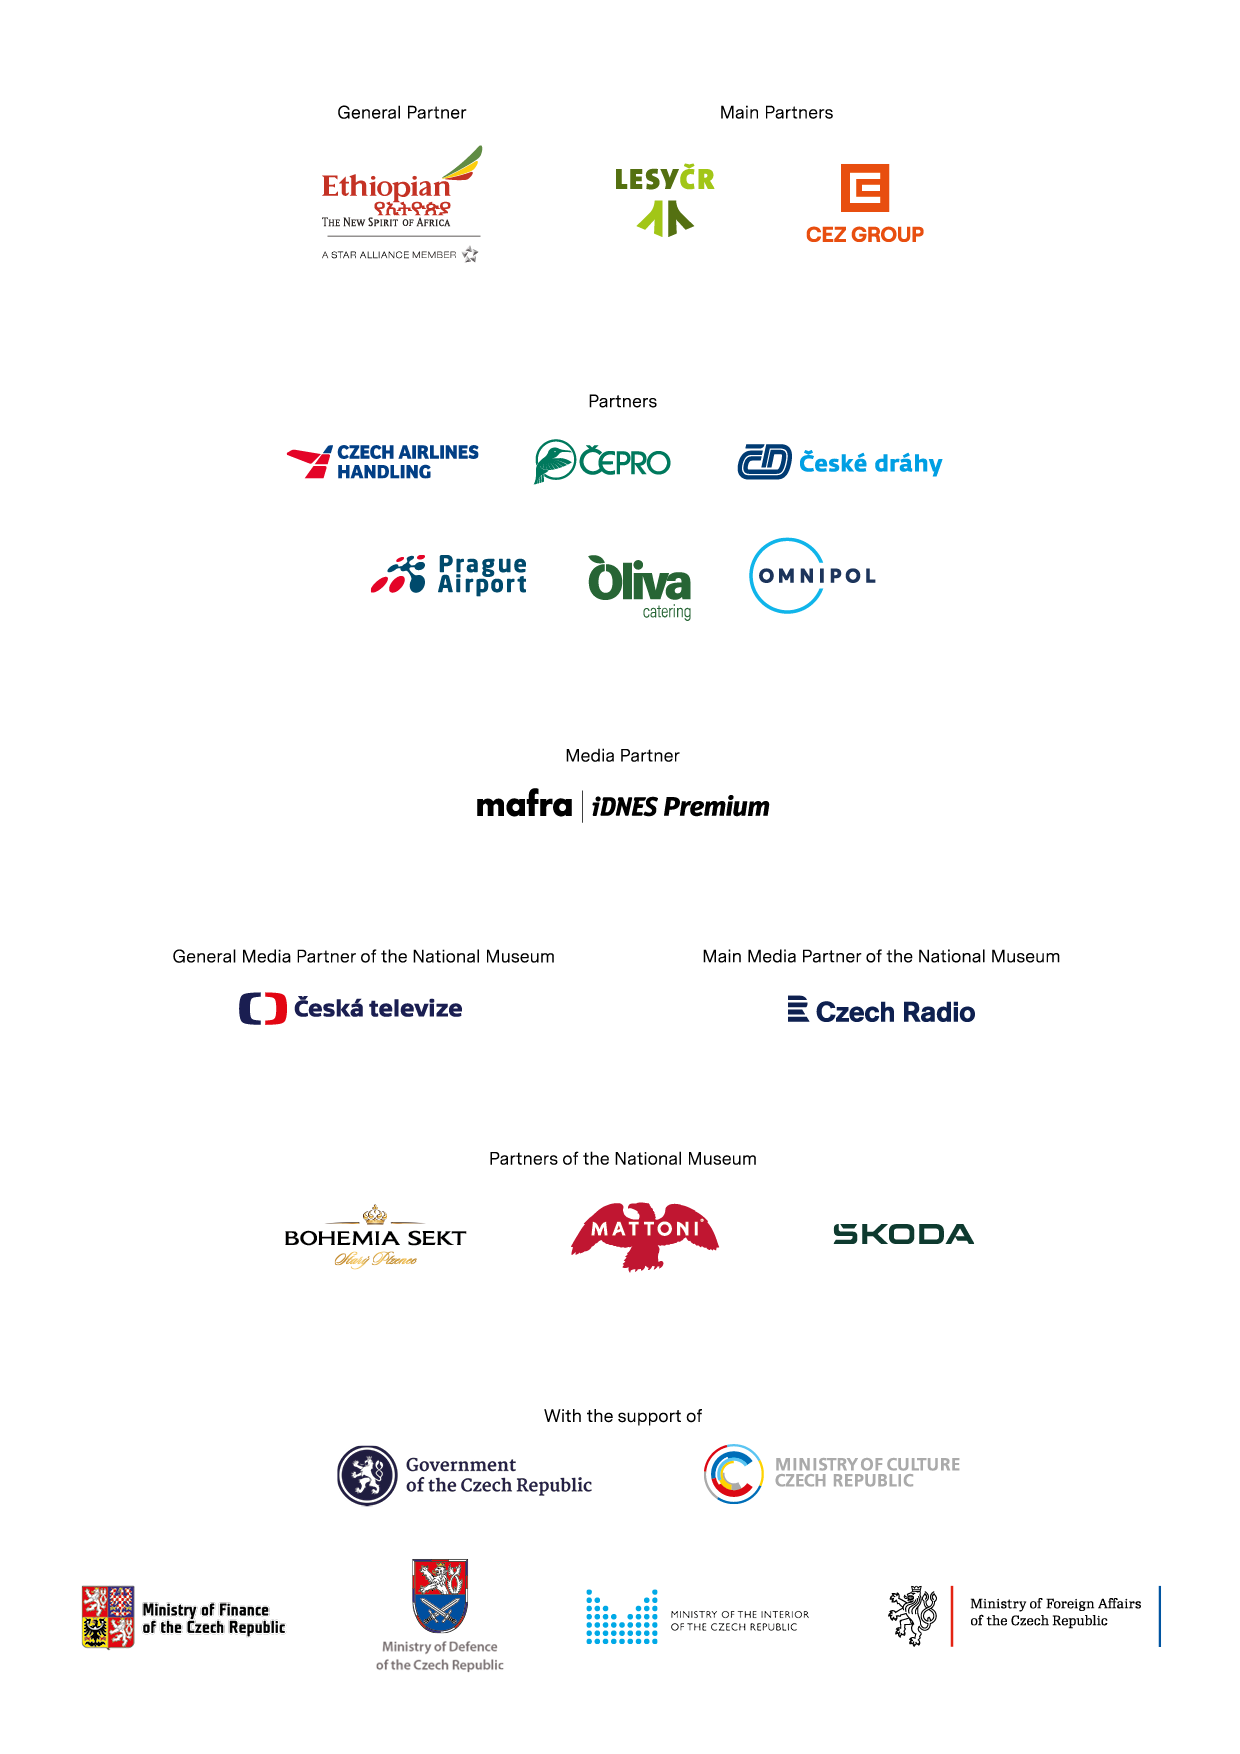 General Partner
Main Partners
Ethiopian
የኢትዮጵያ
THE NEW SPIRIT OF AFRICA
A STAR ALLIANCE MEMBER
LESYČR
CEZ GROUP
Partners
CZECH AIRLINES
HANDLING
ČEPRO
ČD České dráhy
Prague
Airport
Oliva
catering
OMNIPOL
Media Partner
mafra | iDNES Premium
General Media Partner of the National Museum
Main Media Partner of the National Museum
Česká televize
Czech Radio
Partners of the National Museum
BOHEMIA SEKT
Starý Plzenec
MATTONI®
ŠKODA
With the support of
Government
of the Czech Republic
MINISTRY OF CULTURE
CZECH REPUBLIC
Ministry of Finance
of the Czech Republic
Ministry of Defence
of the Czech Republic
MINISTRY OF THE INTERIOR
OF THE CZECH REPUBLIC
Ministry of Foreign Affairs
of the Czech Republic